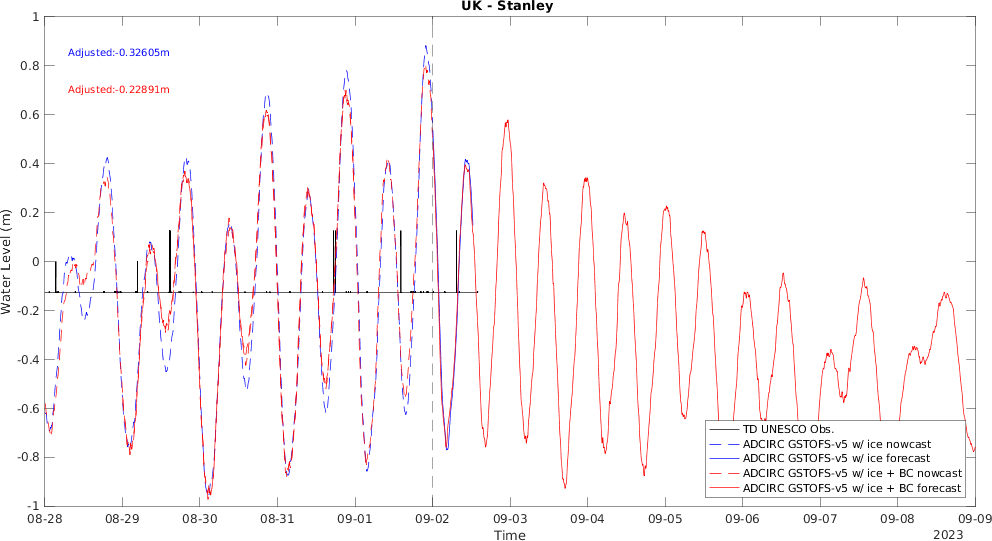 UK - Stanley
Adjusted:-0.32605m
Adjusted:-0.22891m
Water Level (m)
1
0.8
0.6
0.4
0.2
0
-0.2
-0.4
-0.6
-0.8
-1
TD UNESCO Obs.
ADCIRC GSTOFS-v5 w/ ice nowcast
ADCIRC GSTOFS-v5 w/ ice forecast
ADCIRC GSTOFS-v5 w/ ice + BC nowcast
ADCIRC GSTOFS-v5 w/ ice + BC forecast
08-28 08-29 08-30 08-31 09-01 09-02 09-03 09-04 09-05 09-06 09-07 09-08 09-09
Time
2023